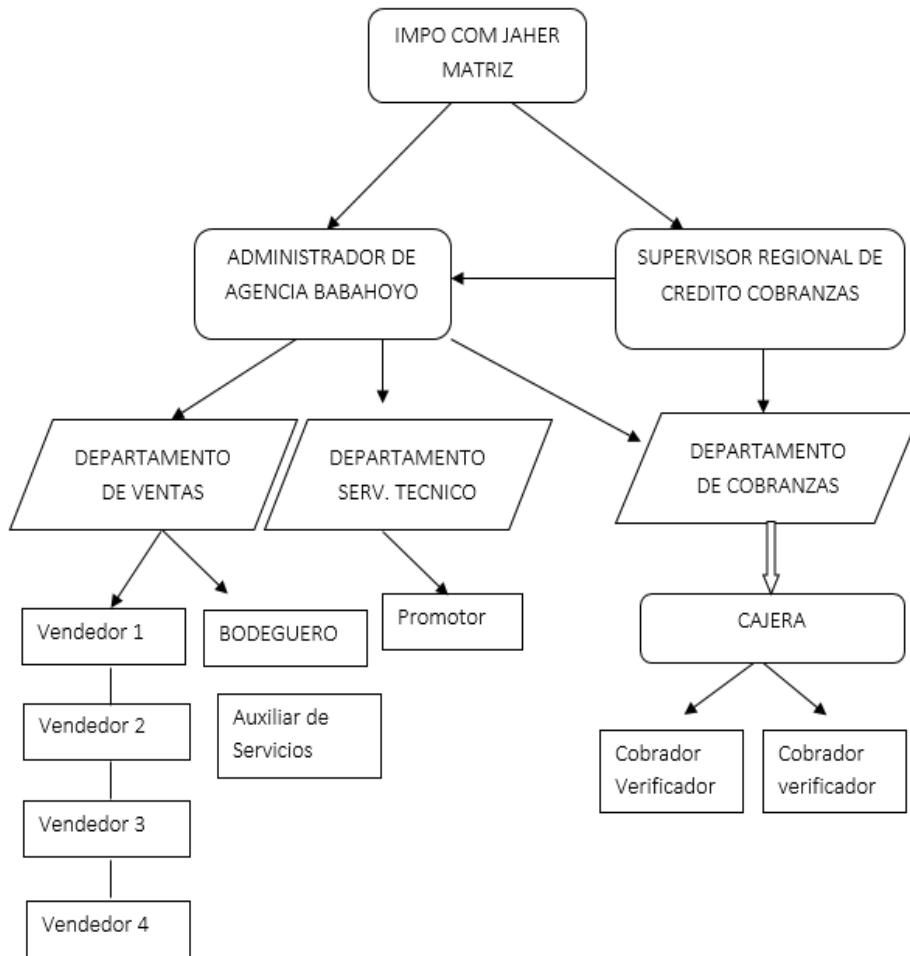 IMPO COM JAHER
MATRIZ
ADMINISTRADOR DE
AGENCIA BABAHOYO
SUPERVISOR REGIONAL DE
CREDITO COBRANZAS
DEPARTAMENTO
DE VENTAS
DEPARTAMENTO
SERV. TECNICO
DEPARTAMENTO
DE COBRANZAS
Vendedor 1
BODEGUERO
Promotor
CAJERA
Vendedor 2
Auxiliar de
Servicios
Cobrador
Verificador
Cobrador
verificador
Vendedor 3
Vendedor 4